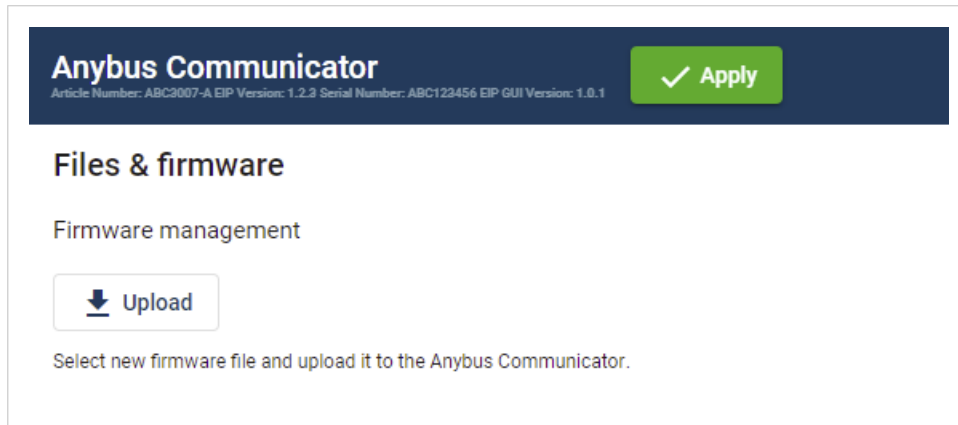 Anybus Communicator
Article Number: ABC3007-A EIP Version: 1.2.3 Serial Number: ABC123456 EIP GUI Version: 1.0.1
Apply
Files & firmware
Firmware management
Upload
Select new firmware file and upload it to the Anybus Communicator.